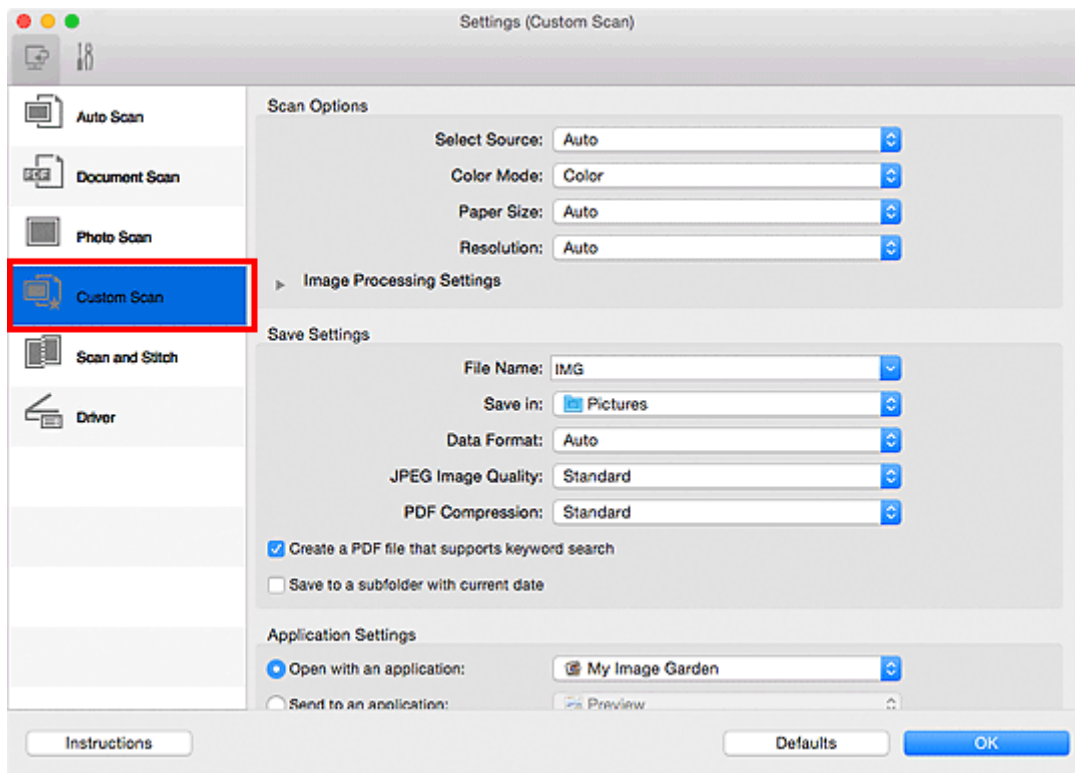 Settings (Custom Scan)
Auto Scan
Document Scan
Photo Scan
Custom Scan
Scan and Stitch
Driver
Scan Options
Select Source: Auto
Color Mode: Color
Paper Size: Auto
Resolution: Auto
Image Processing Settings
Save Settings
File Name: IMG
Save in: Pictures
Data Format: Auto
JPEG Image Quality: Standard
PDF Compression: Standard
Create a PDF file that supports keyword search
Save to a subfolder with current date
Application Settings
Open with an application: My Image Garden
Send to an application: Preview
Instructions
Defaults
OK